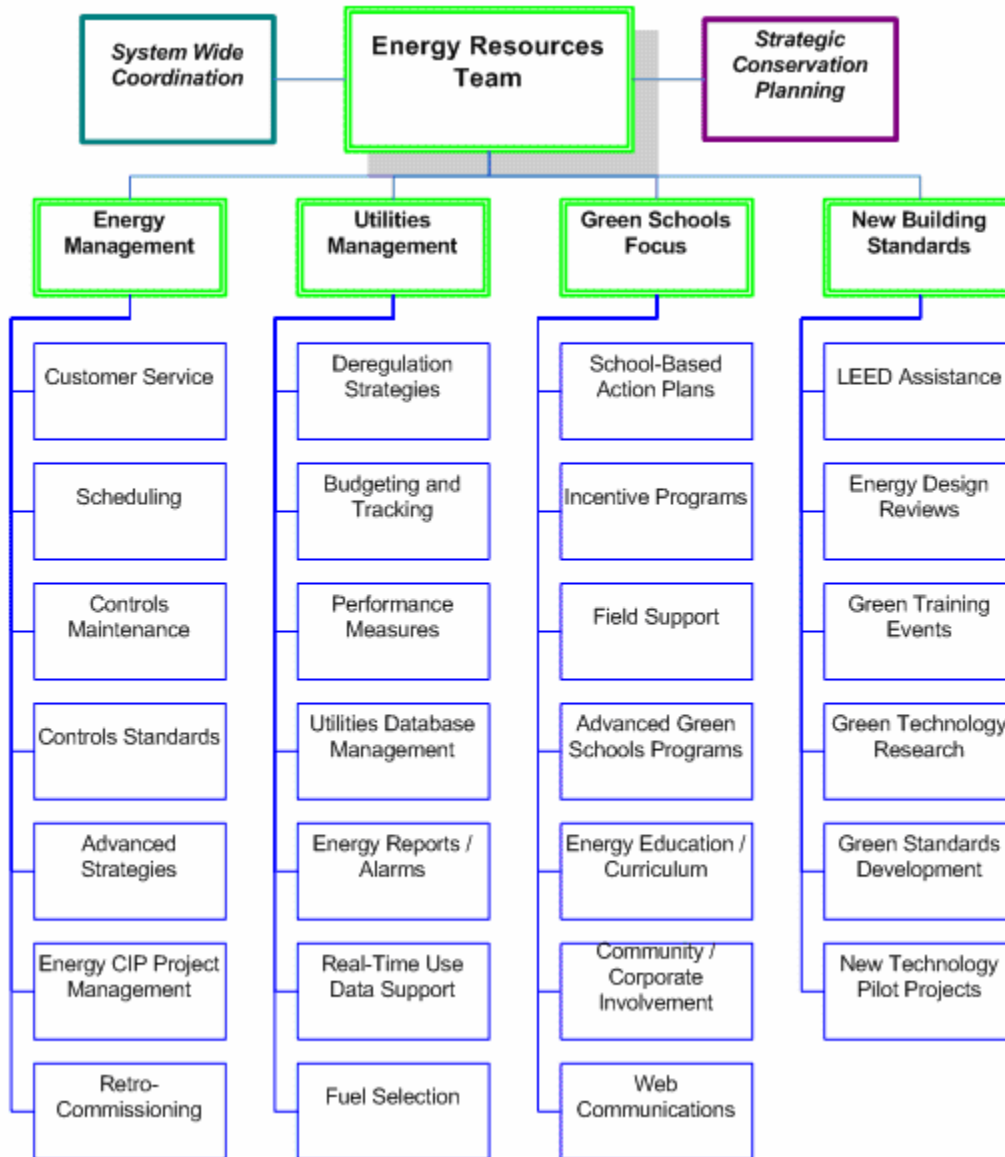 System Wide
Coordination
Energy Resources
Team
Strategic
Conservation
Planning
Energy
Management
Utilities
Management
Green Schools
Focus
New Building
Standards
Customer Service
Scheduling
Controls
Maintenance
Controls Standards
Advanced
Strategies
Energy CIP Project
Management
Retro-
Commissioning
Deregulation
Strategies
Budgeting and
Tracking
Performance
Measures
Utilities Database
Management
Energy Reports /
Alarms
Real-Time Use
Data Support
Fuel Selection
School-Based
Action Plans
Incentive Programs
Field Support
Advanced Green
Schools Programs
Energy Education /
Curriculum
Community /
Corporate
Involvement
Web
Communications
LEED Assistance
Energy Design
Reviews
Green Training
Events
Green Technology
Research
Green Standards
Development
New Technology
Pilot Projects